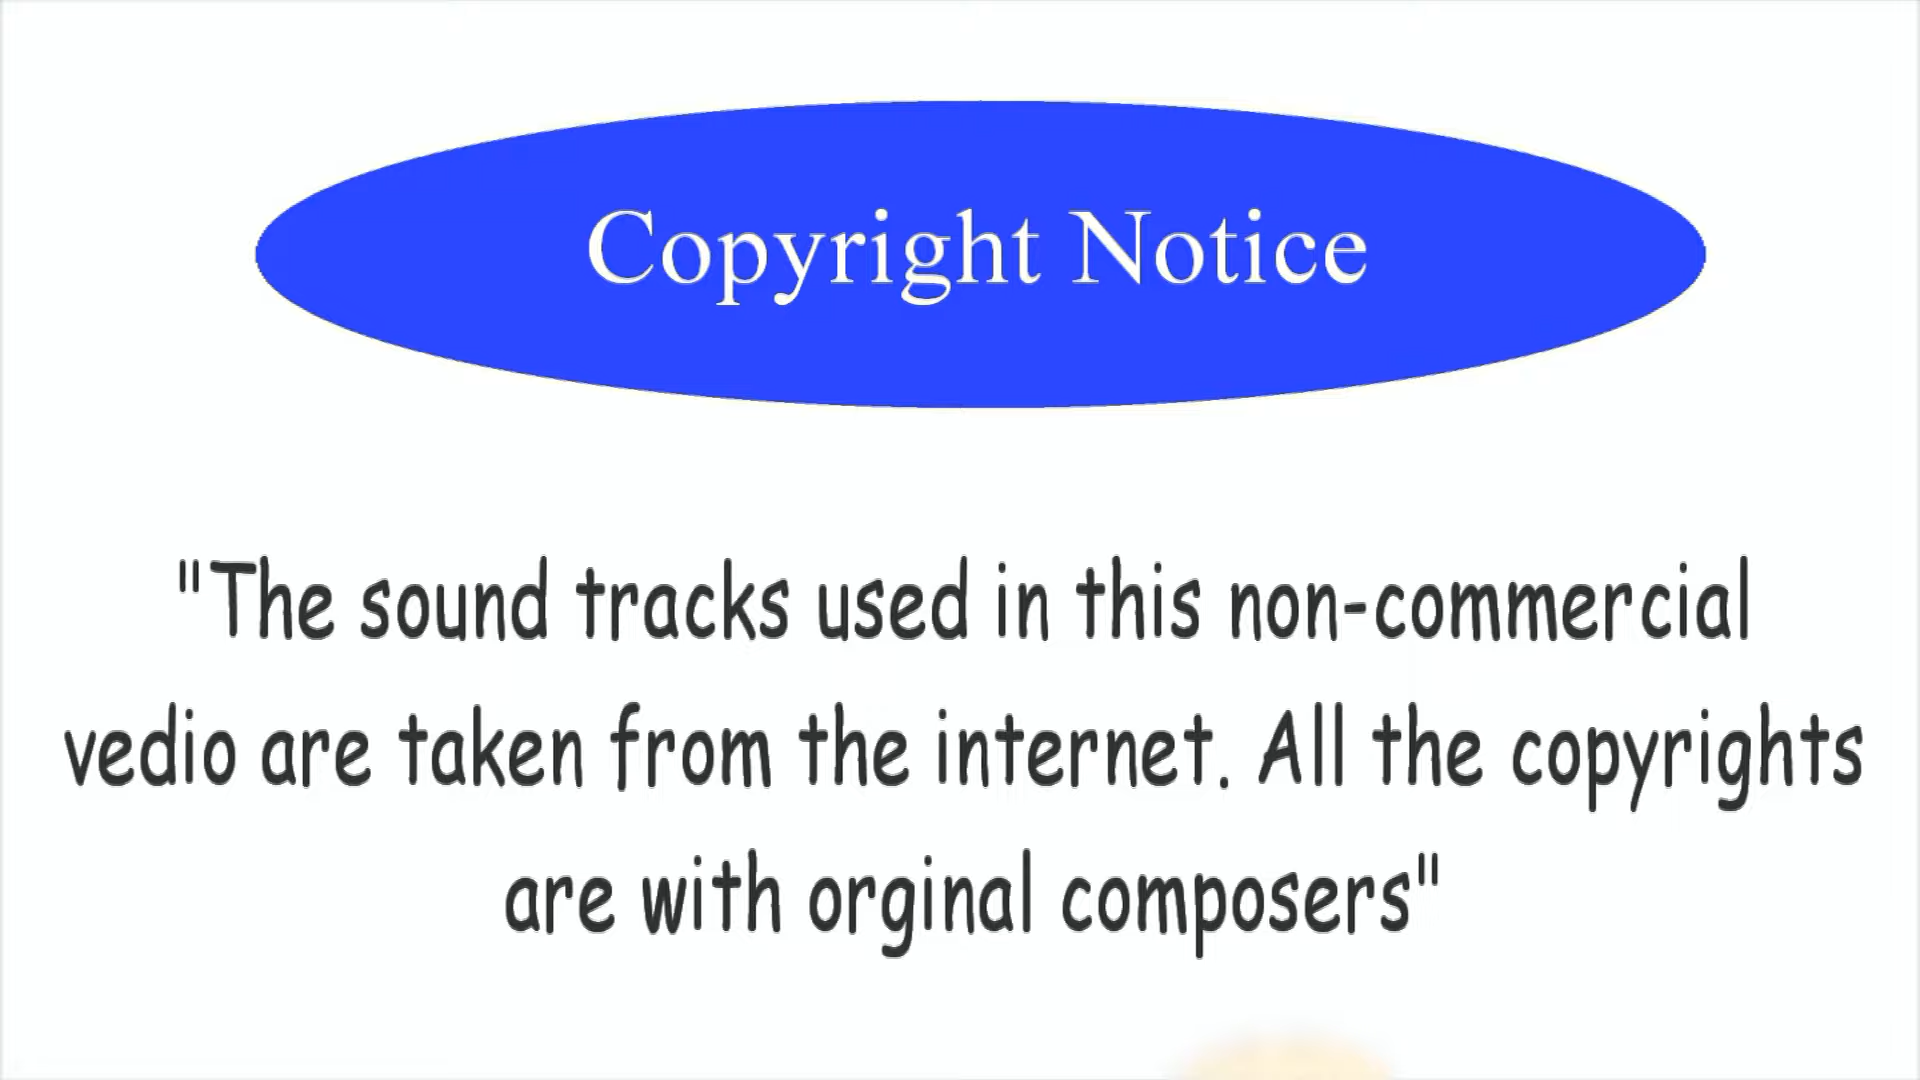 Copyright Notice
"The sound tracks used in this non-commercial
vedio are taken from the internet. All the copyrights
are with orginal composers"